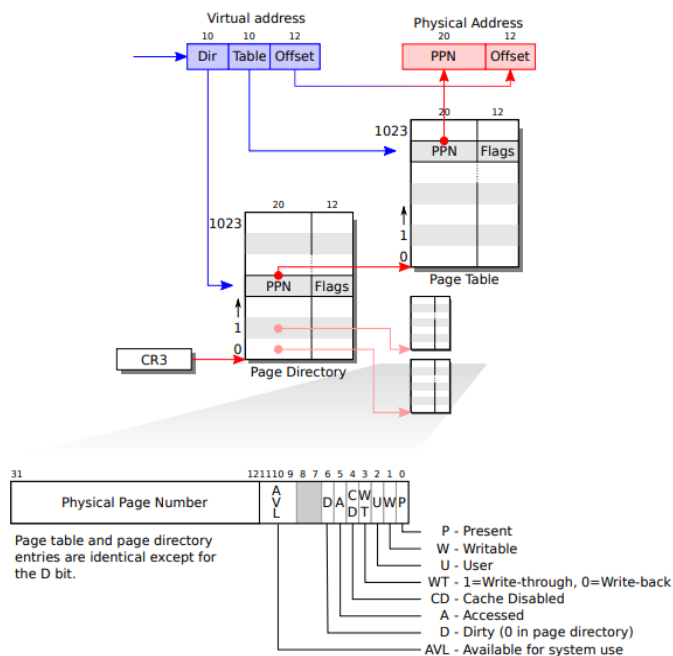 Virtual address
Physical Address
10 10 12
20 12
Dir Table Offset
PPN Offset
20 12
1023
PPN Flags
1
0
Page Table
20 12
1023
PPN Flags
1
0
CR3
Page Directory
31 12 11 10 9 8 7 6 5 4 3 2 1 0
Physical Page Number
AVL
D A CD WT U W P
Page table and page directory
entries are identical except for
the D bit.
P - Present
W - Writable
U - User
WT - 1=Write-through, 0=Write-back
CD - Cache Disabled
A - Accessed
D - Dirty (0 in page directory)
AVL - Available for system use